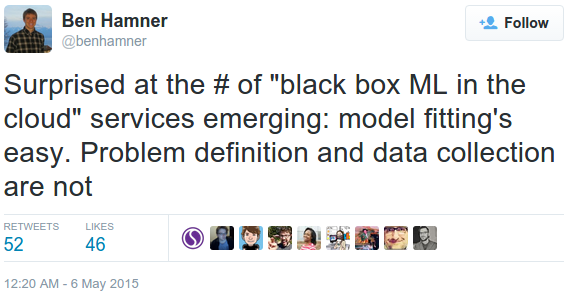 Ben Hamner
@benhamner
Follow
Surprised at the # of "black box ML in the
cloud" services emerging: model fitting's
easy. Problem definition and data collection
are not
RETWEETS LIKES
52 46
12:20 AM - 6 May 2015